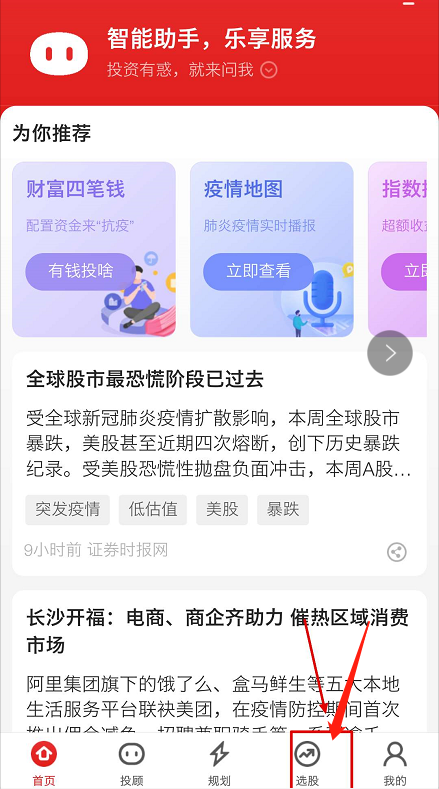 智能助手，乐享服务
投资有惑，就来问我
为你推荐
财富四笔钱
配置资金来“抗疫”
有钱投啥
疫情地图
肺炎疫情实时播报
立即查看
指数
超额收
立即
全球股市最恐慌阶段已过去
受全球新冠肺炎疫情扩散影响，本周全球股市
暴跌，美股甚至近期四次熔断，创下历史暴跌
纪录。受美股恐慌性抛盘负面冲击，本周A股...
突发疫情 低估值 美股 暴跌
9小时前 证券时报网
长沙开福：电商、商企齐助力 催热区域消费
市场
阿里集团旗下的饿了么、盒马鲜生等五大本地
生活服务平台联袂美团，在疫情防控期间首次
首页 投顾 规划 选股 我的